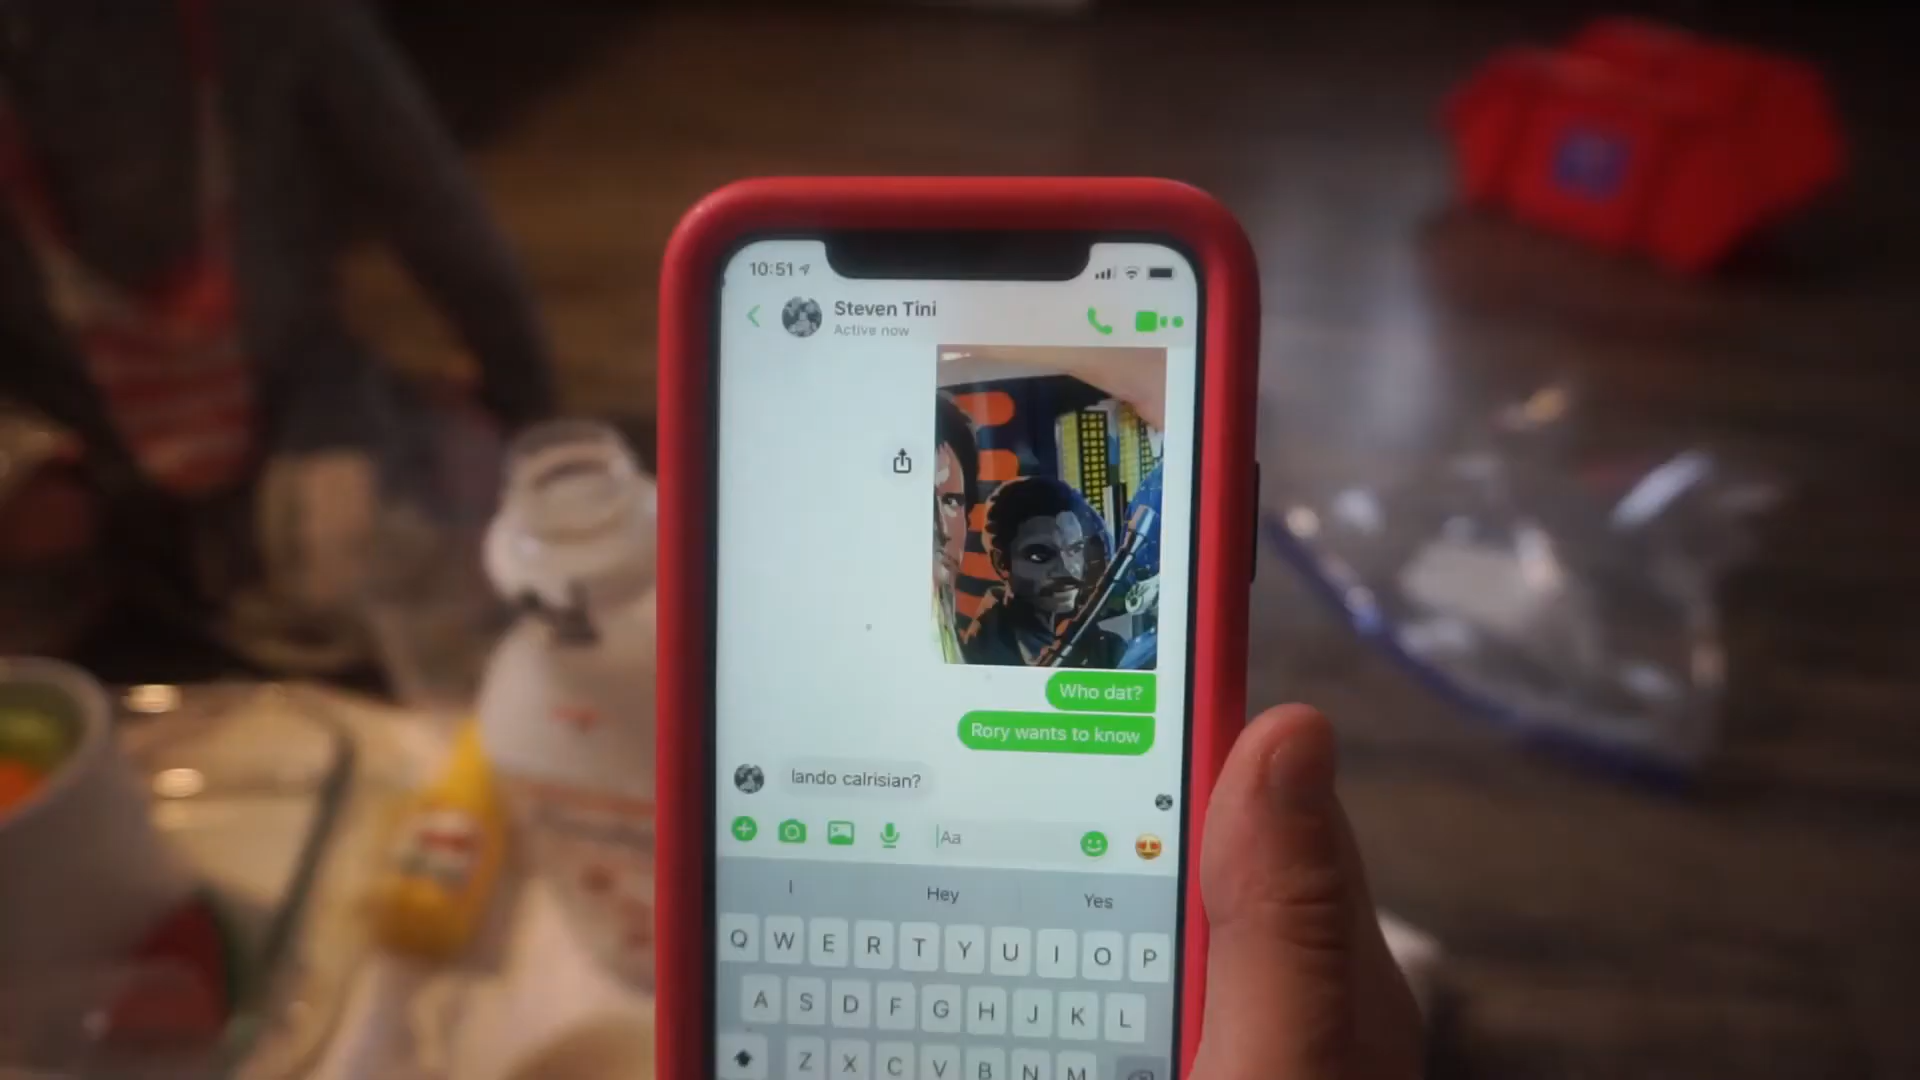 10:51
Steven Tini
Active now
Who dat?
Rory wants to know
lando calrisian?
Aa
I Hey Yes
Q W E R T Y U I O P
A S D F G H J K L
Z X C V B N M